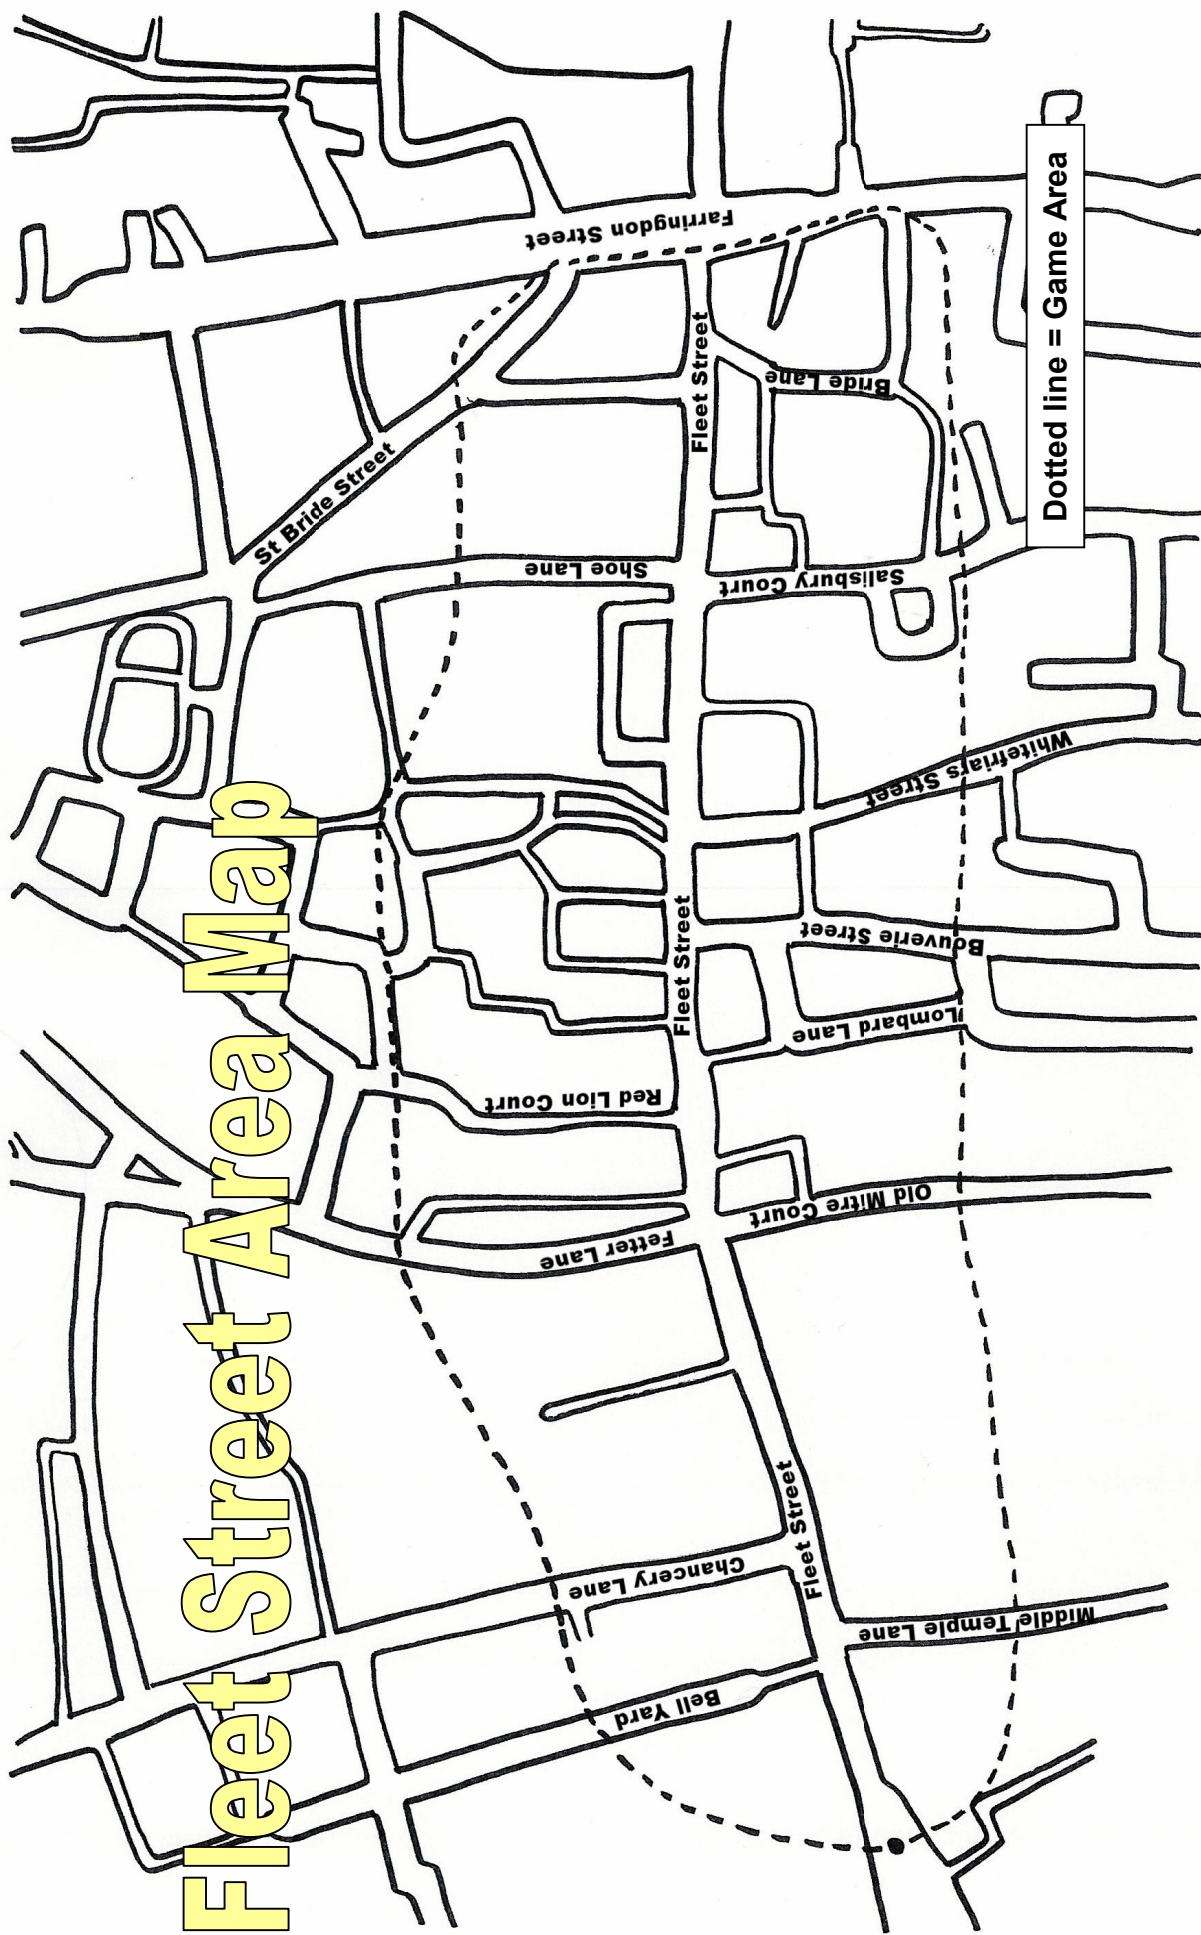 Fleet Street Area Map
Farringdon Street
Fleet Street
Bride Lane
St Bride Street
Shoe Lane
Salisbury Court
Whitefriars Street
Bouverie Street
Fleet Street
Lombard Lane
Red Lion Court
Old Mitre Court
Fetter Lane
Fleet Street
Chancery Lane
Middle Temple Lane
Bell Yard
Dotted line = Game Area